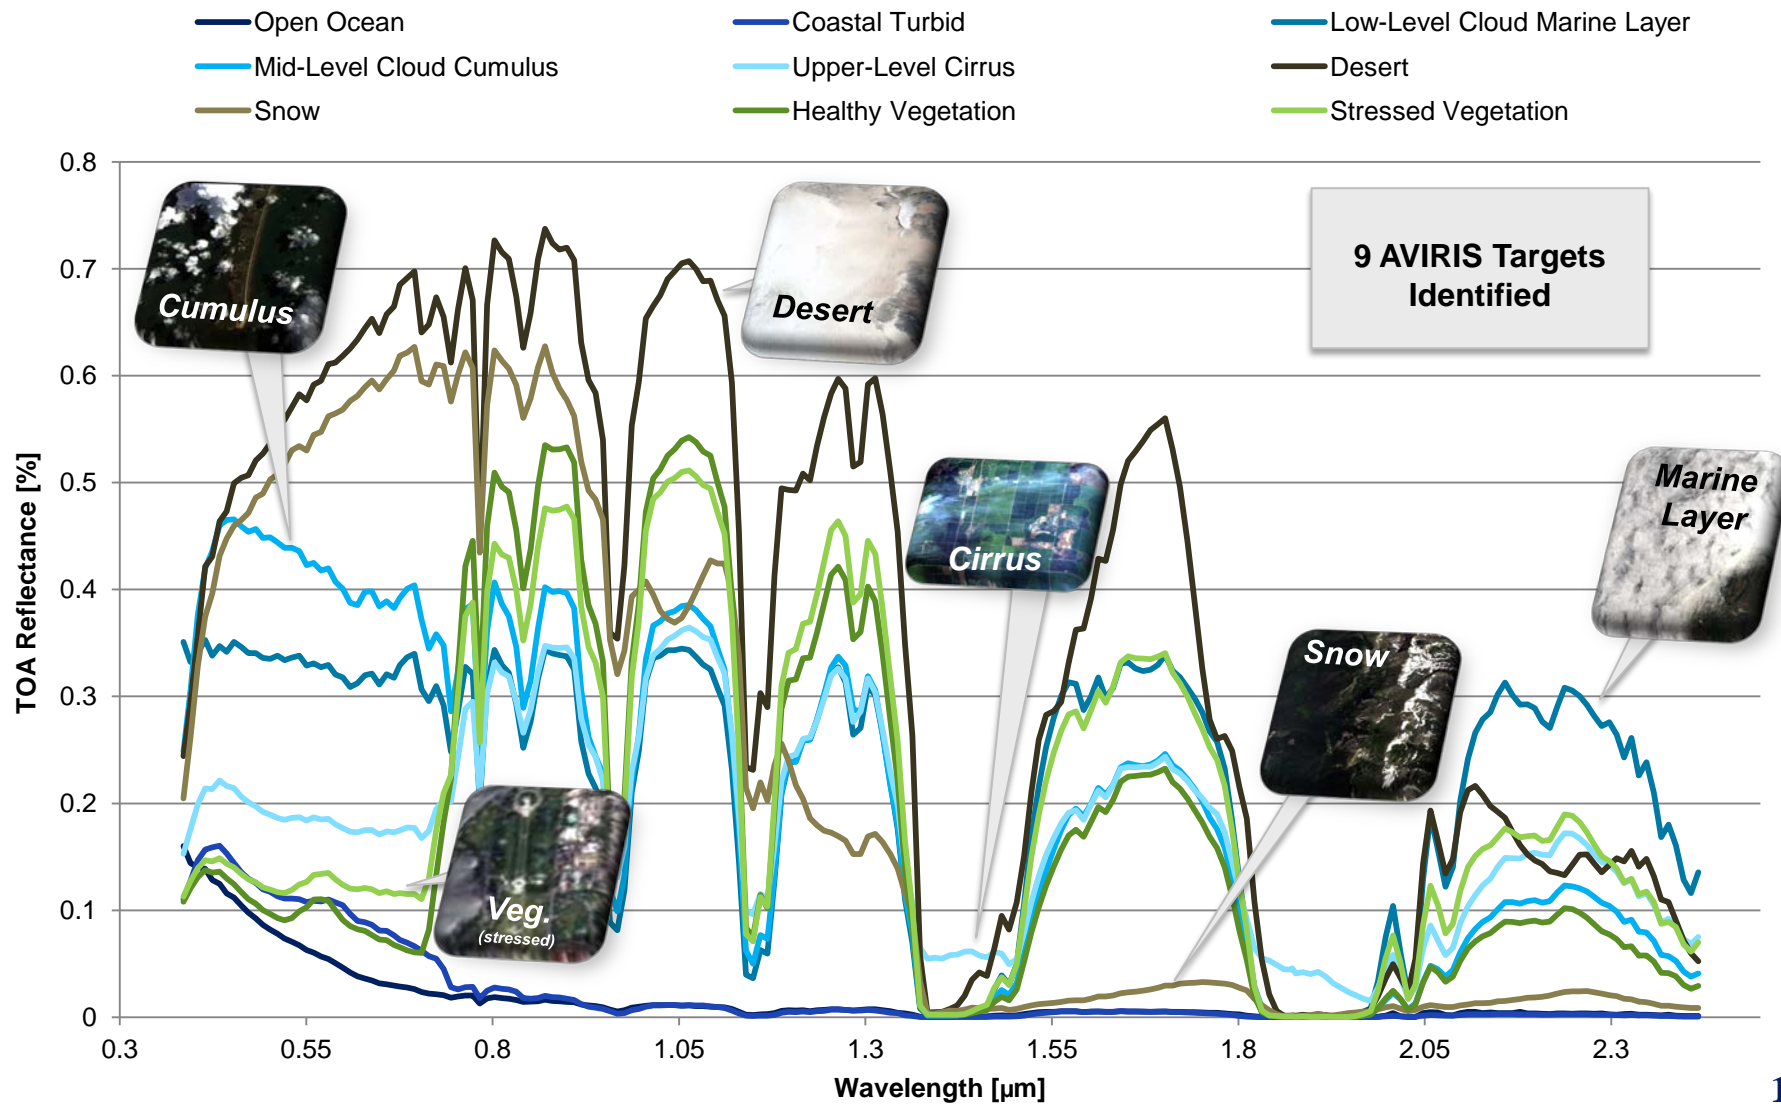 Open Ocean
Coastal Turbid
Low-Level Cloud Marine Layer
Mid-Level Cloud Cumulus
Upper-Level Cirrus
Desert
Snow
Healthy Vegetation
Stressed Vegetation
0.8
0.7
0.6
0.5
0.4
0.3
0.2
0.1
0
TOA Reflectance [%]
Cumulus
Desert
9 AVIRIS Targets
Identified
Cirrus
Marine
Layer
Snow
Veg.
(stressed)
0.3
0.55
0.8
1.05
1.3
1.55
1.8
2.05
2.3
Wavelength [µm]